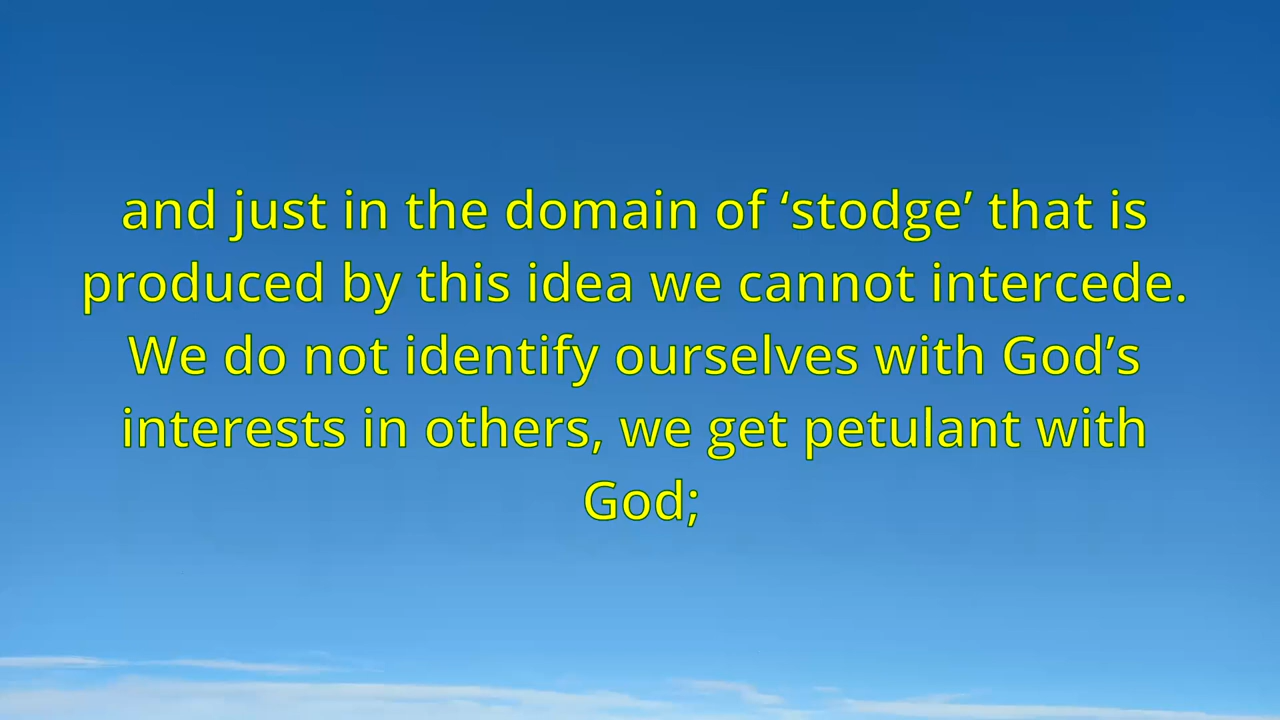 and just in the domain of ‘stodge’ that is
produced by this idea we cannot intercede.
We do not identify ourselves with God’s
interests in others, we get petulant with
God;